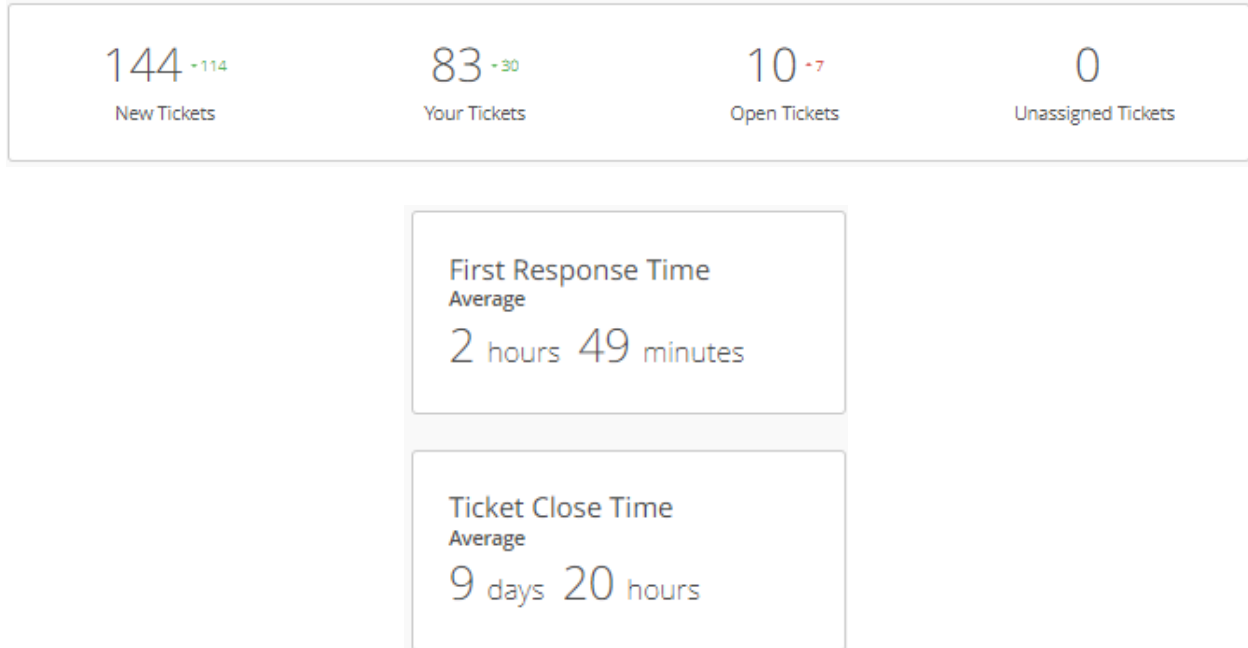 144 114
New Tickets
83 30
Your Tickets
10 7
Open Tickets
0
Unassigned Tickets
First Response Time
Average
2 hours 49 minutes
Ticket Close Time
Average
9 days 20 hours